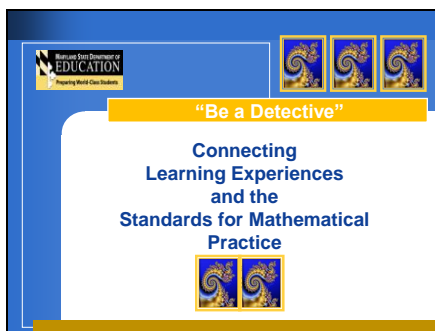 MARYLAND STATE DEPARTMENT OF
EDUCATION
Preparing World-Class Students
“Be a Detective”
Connecting
Learning Experiences
and the
Standards for Mathematical
Practice